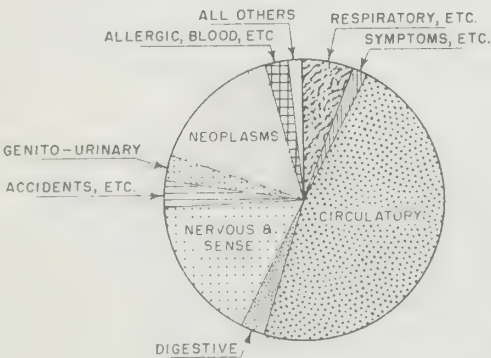 ALL OTHERS
RESPIRATORY, ETC.
ALLERGIC, BLOOD, ETC
SYMPTOMS, ETC.
NEOPLASMS
GENITO-URINARY
ACCIDENTS, ETC.
CIRCULATORY
NERVOUS &
SENSE
DIGESTIVE